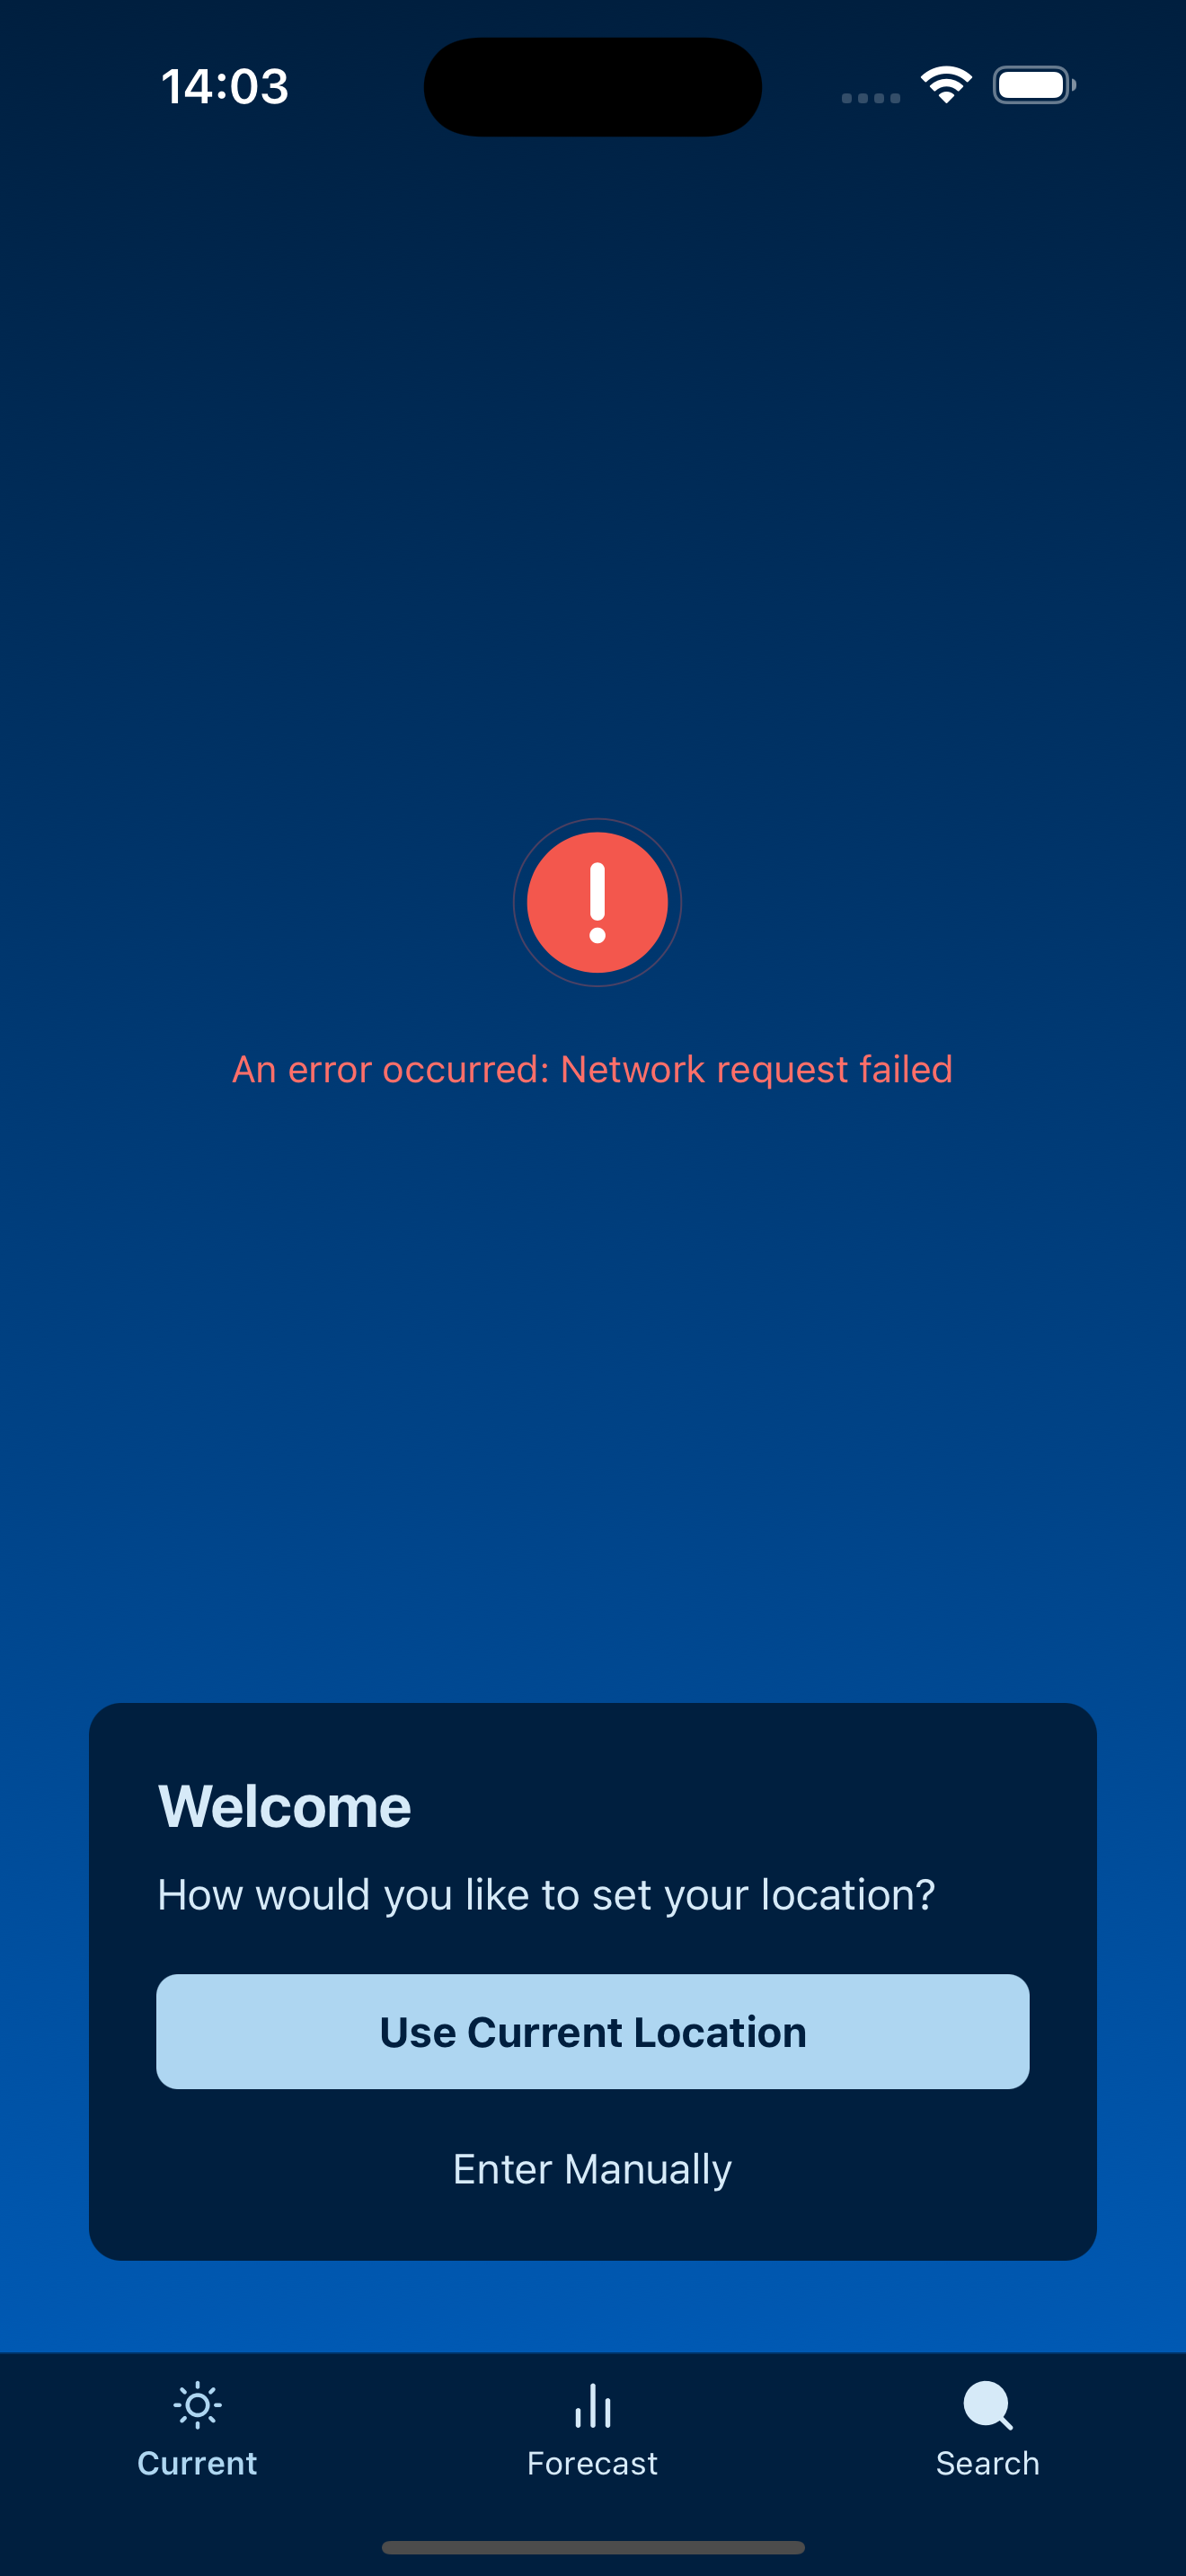 14:03
An error occurred: Network request failed
Welcome
How would you like to set your location?
Use Current Location
Enter Manually
Current
Forecast
Search